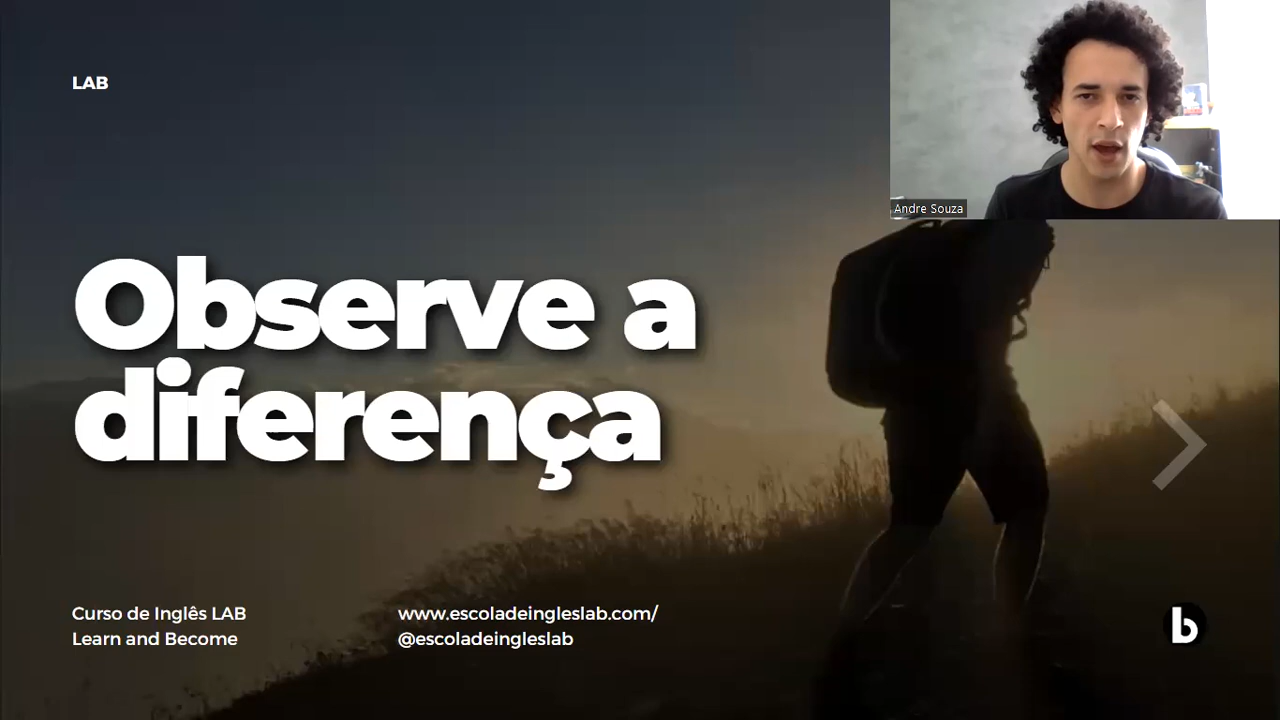 LAB
Andre Souza
Observe a
diferença
Curso de Inglês LAB
Learn and Become
www.escoladeingleslab.com/
@escoladeingleslab
b